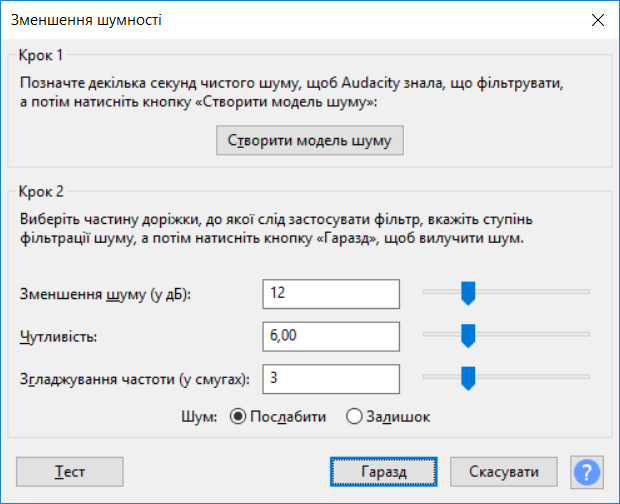 Зменшення шумності
Крок 1
Позначте декілька секунд чистого шуму, щоб Audacity знала, що фільтрувати,
а потім натисніть кнопку «Створити модель шуму»:
Створити модель шуму
Крок 2
Виберіть частину доріжки, до якої слід застосувати фільтр, вкажіть ступінь
фільтрації шуму, а потім натисніть кнопку «Гаразд», щоб вилучити шум.
Зменшення шуму (у дБ): 12
Чутливість: 6,00
Згладжування частоти (у смугах): 3
Шум: Послабити Залишок
Тест Гаразд Скасувати ?